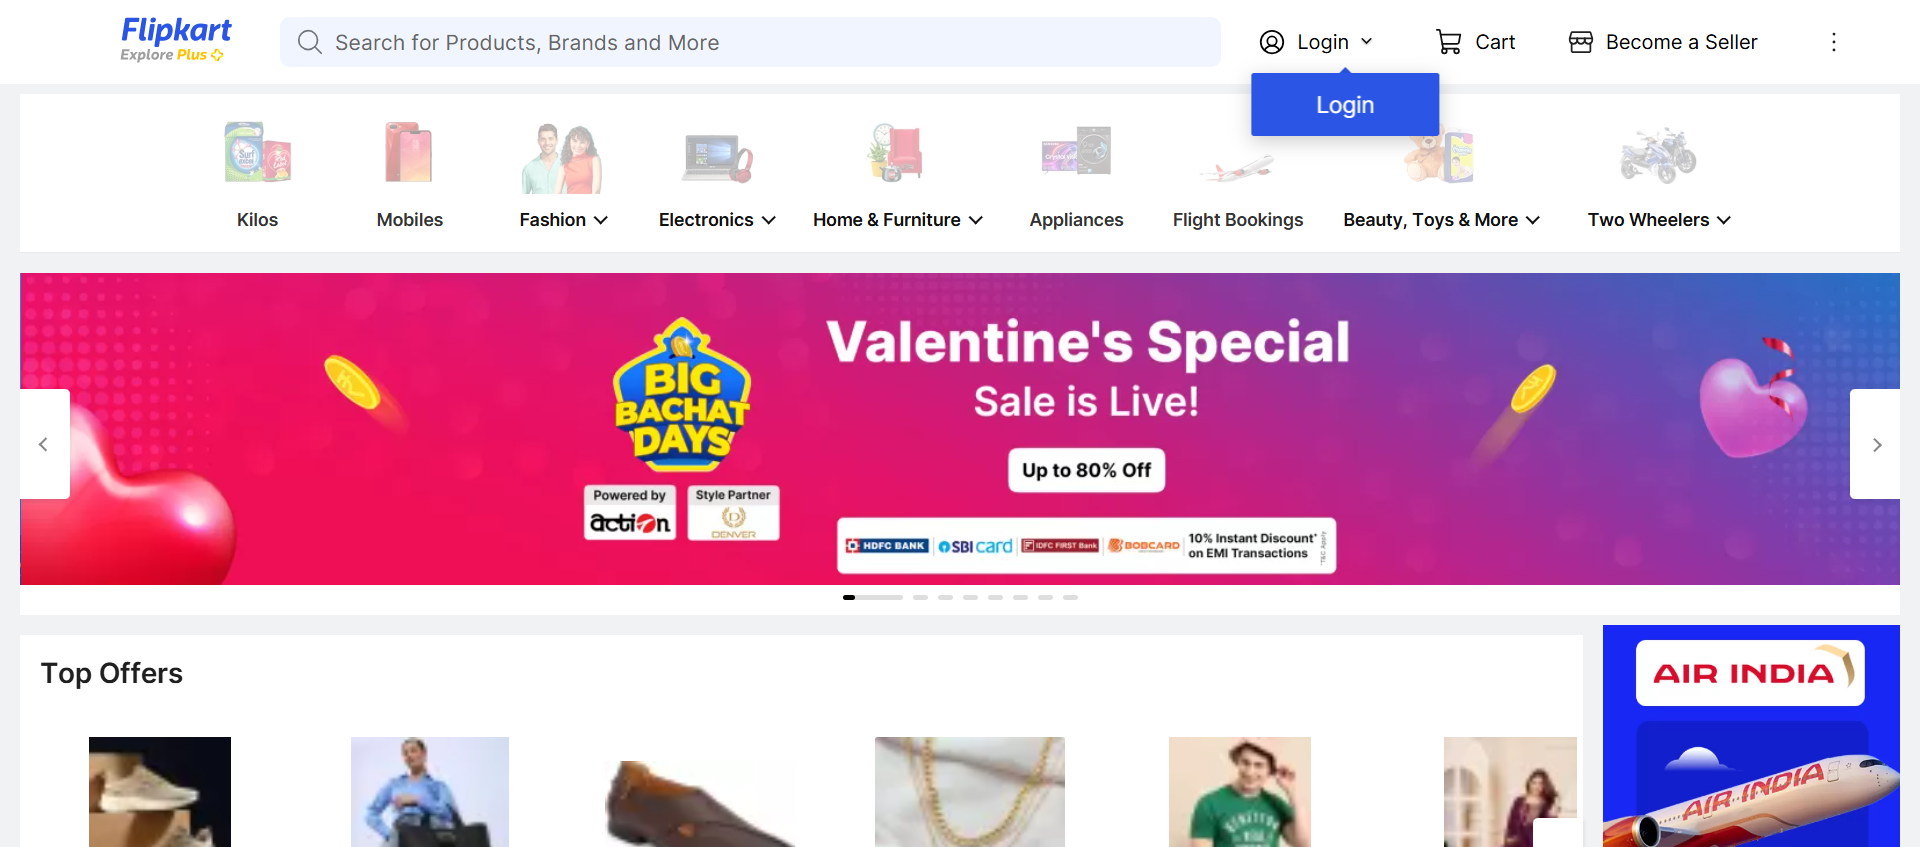 Flipkart
Explore Plus
Search for Products, Brands and More
Login
Cart
Become a Seller
Login
Surf excel
Kilos
Mobiles
Fashion
Electronics
Home & Furniture
Appliances
Flight Bookings
Beauty, Toys & More
Two Wheelers
BIG
BACHAT
DAYS
Powered by
action
Style Partner
D
DENVER
Valentine's Special
Sale is Live!
Up to 80% Off
HDFC BANK
SBI card
IDFC FIRST Bank
BOBCARD
10% Instant Discount*
on EMI Transactions
*T&C Apply
Top Offers
AIR INDIA
AIR INDIA